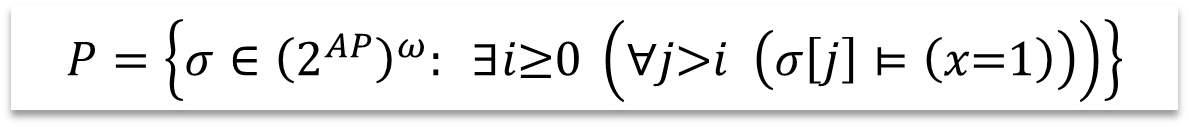 P = {σ ∈ (2^{AP})^ω: ∃i≥0 (∀j>i (σ[j] ⊨ (x=1)))}